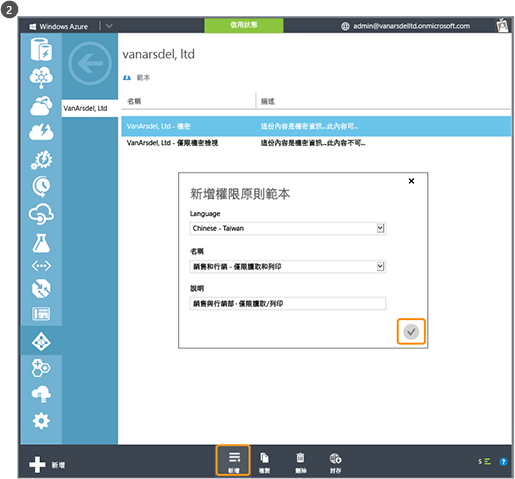 2
Windows Azure
信用狀態
admin@vanarsdelltd.onmicrosoft.com
vanarsdel, ltd
範本
VanArsdel, Ltd
名稱 描述
VanArsdel, Ltd - 機密 這份內容是機密資訊...此內容可...
VanArsdel, Ltd - 僅限機密檢視 這份內容是機密資訊...此內容不可...
新增權限原則範本
Language
Chinese - Taiwan
名稱
銷售和行銷 - 僅限讀取和列印
說明
銷售與行銷部 - 僅限讀取/列印
新增
新增 複製 刪除 封存
5
?